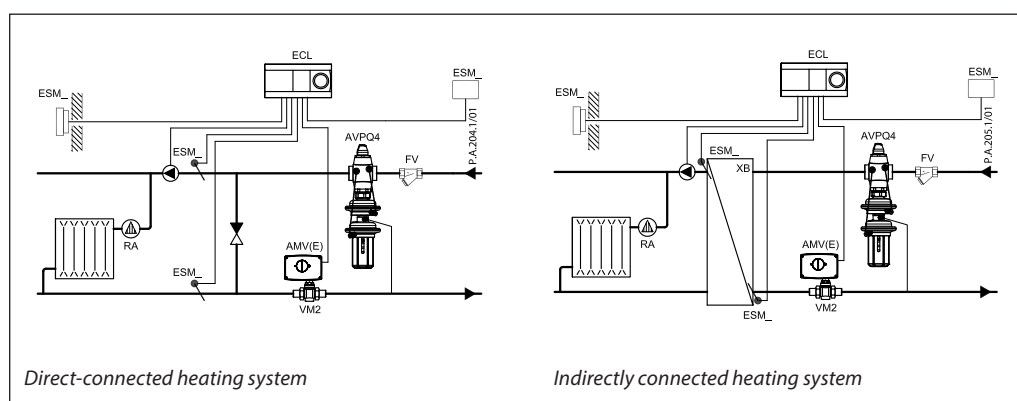 ECL
ESM_
ESM_
P.A.204.1/01
AVPQ4
ESM_
FV
RA
AMV(E)
ESM_
VM2
Direct-connected heating system
ECL
ESM_
ESM_
P.A.205.1/01
AVPQ4
ESM_
FV
XB
RA
AMV(E)
ESM_
VM2
Indirectly connected heating system